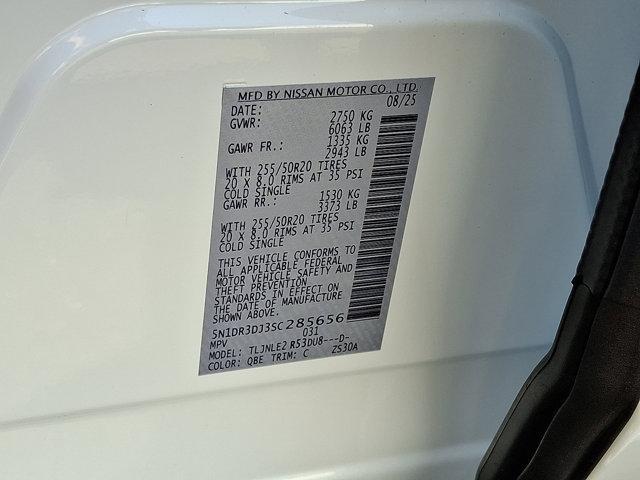 MFD BY NISSAN MOTOR CO., LTD.
DATE: 08/25
GVWR: 2750 KG
6063 LB
GAWR FR.: 1335 KG
2943 LB
WITH 255/50R20 TIRES
20 X 8.0 RIMS AT 35 PSI
COLD SINGLE
GAWR RR.: 1530 KG
3373 LB
WITH 255/50R20 TIRES
20 X 8.0 RIMS AT 35 PSI
COLD SINGLE
THIS VEHICLE CONFORMS TO
ALL APPLICABLE FEDERAL
MOTOR VEHICLE SAFETY AND
THEFT PREVENTION
STANDARDS IN EFFECT ON
THE DATE OF MANUFACTURE
SHOWN ABOVE.
5N1DR3DJ3SC285656
MPV 031
MODEL: TLJNLE2 R53DU8---D-
COLOR: QBE TRIM: C ZS30A